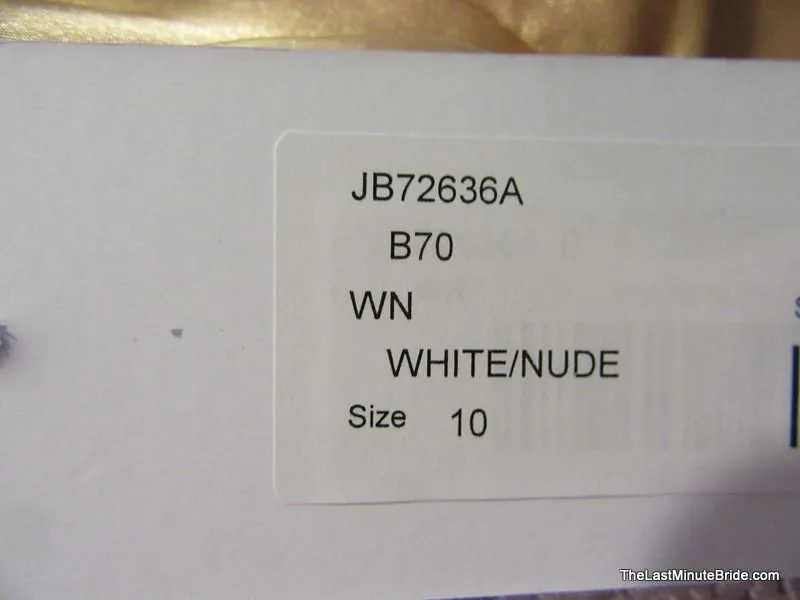 JB72636A
B70
WN
WHITE/NUDE
Size 10
TheLastMinuteBride.com